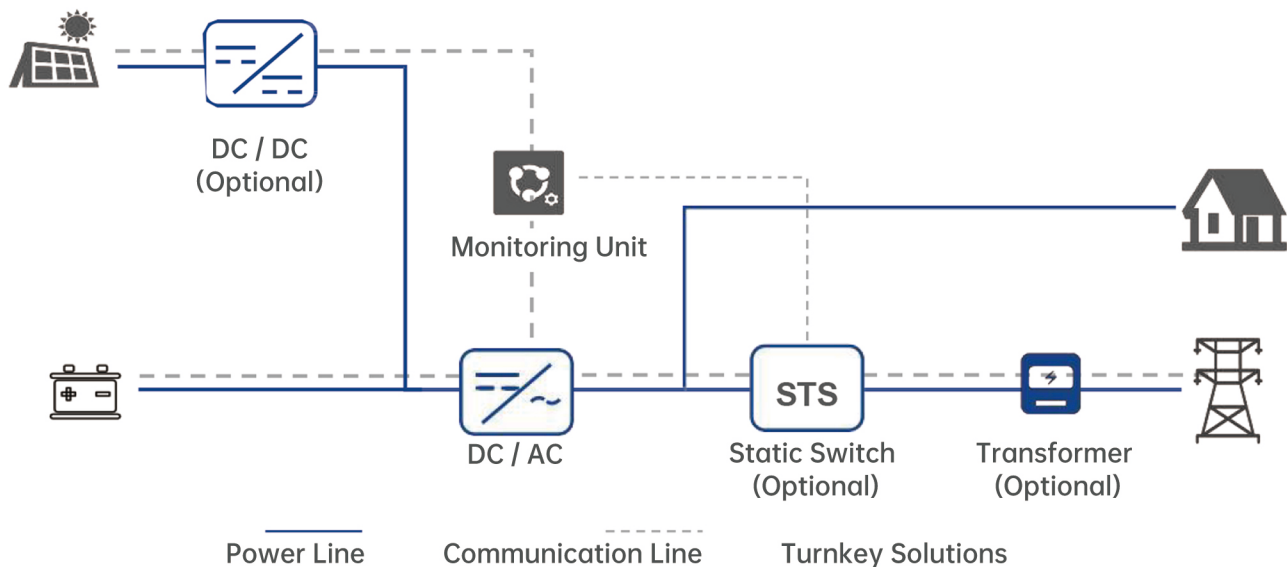 DC / DC
(Optional)
Monitoring Unit
DC / AC
STS
Static Switch
(Optional)
Transformer
(Optional)
Power Line
Communication Line
Turnkey Solutions